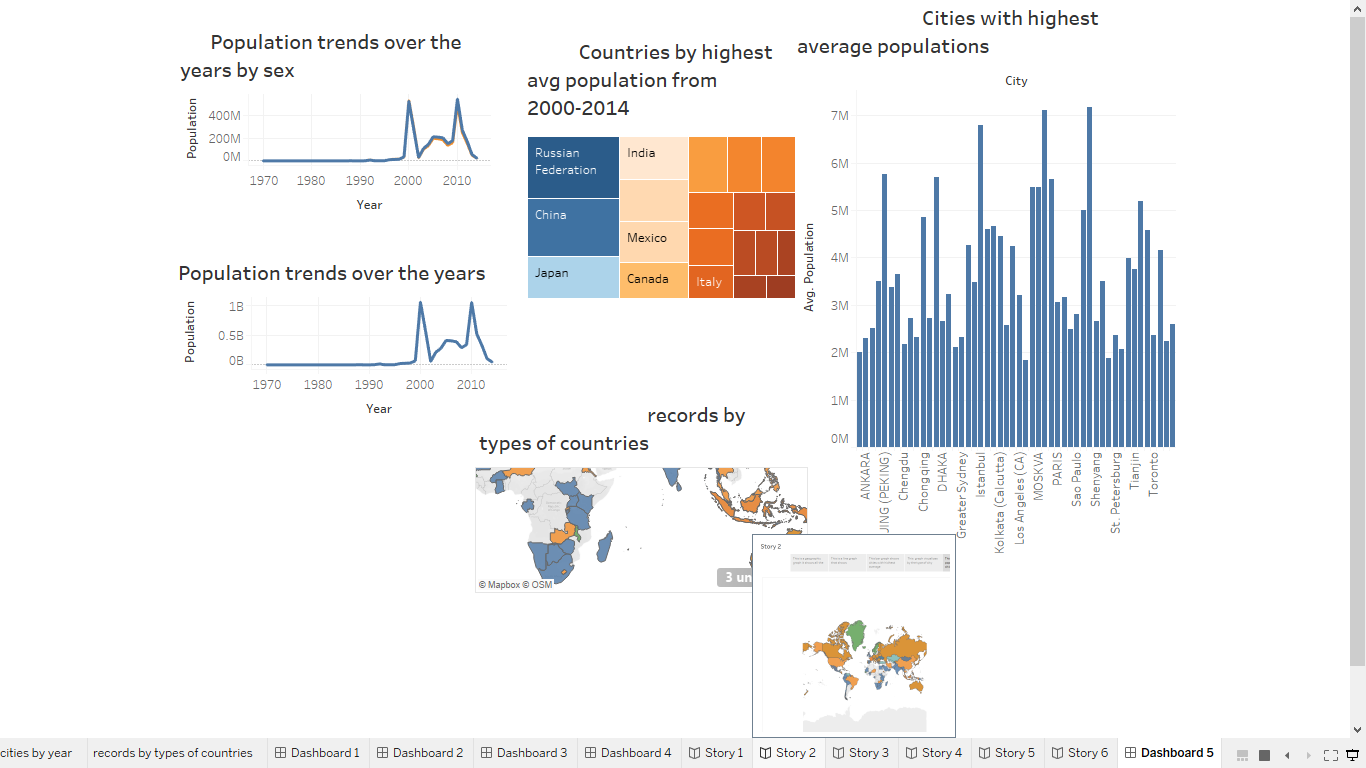 Population trends over the
years by sex
Population
400M
200M
0M
1970
1980
1990
2000
2010
Year
Population trends over the years
Population
1B
0.5B
0B
1970
1980
1990
2000
2010
Year
Countries by highest
avg population from
2000-2014
Russian
Federation
China
Japan
India
Mexico
Canada
Italy
Cities with highest
average populations
City
Avg. Population
7M
6M
5M
4M
3M
2M
1M
0M
ANKARA
JING (PEKING)
Chengdu
Chongqing
DHAKA
Greater Sydney
Istanbul
Kolkata (Calcutta)
Los Angeles (CA)
MOSKVA
PARIS
Sao Paulo
Shenyang
St. Petersburg
Tianjin
Toronto
records by
types of countries
© Mapbox © OSM
3 un
Story 2
cities by year
records by types of countries
Dashboard 1
Dashboard 2
Dashboard 3
Dashboard 4
Story 1
Story 2
Story 3
Story 4
Story 5
Story 6
Dashboard 5